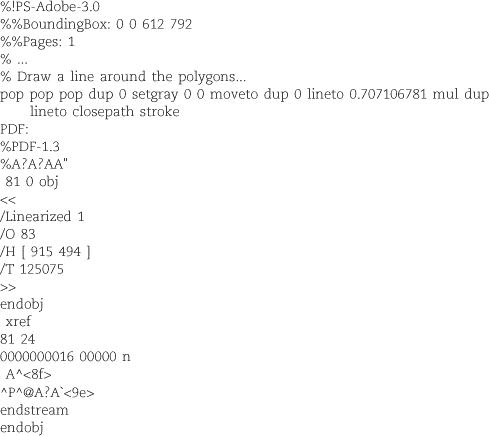 %!PS-Adobe-3.0
%%BoundingBox: 0 0 612 792
%%Pages: 1
% ...
% Draw a line around the polygons...
pop pop pop dup 0 setgray 0 0 moveto dup 0 lineto 0.707106781 mul dup
lineto closepath stroke
PDF:
%PDF-1.3
%A?A?AA"
81 0 obj
<<
/Linearized 1
/O 83
/H [ 915 494 ]
/T 125075
>>
endobj
xref
81 24
0000000016 00000 n
A^<8f>
^P^@A?A`<9e>
endstream
endobj